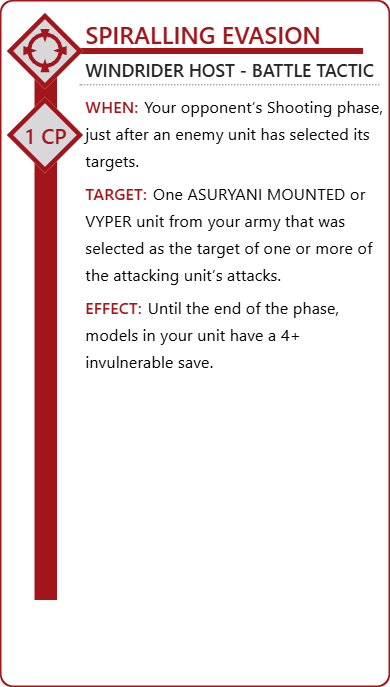 SPIRALLING EVASION
WINDRIDER HOST - BATTLE TACTIC
1 CP
WHEN: Your opponent’s Shooting phase,
just after an enemy unit has selected its
targets.
TARGET: One ASURYANI MOUNTED or
VYPER unit from your army that was
selected as the target of one or more of
the attacking unit’s attacks.
EFFECT: Until the end of the phase,
models in your unit have a 4+
invulnerable save.